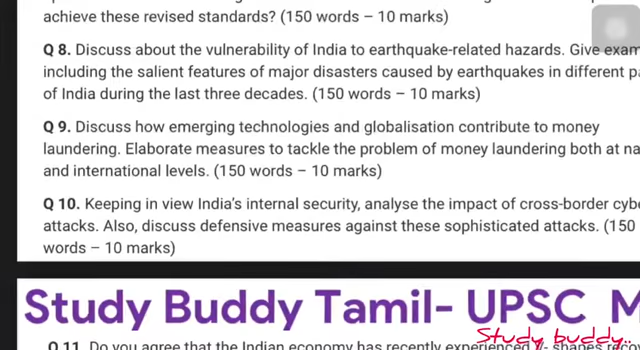 achieve these revised standards? (150 words – 10 marks)
Q 8. Discuss about the vulnerability of India to earthquake-related hazards. Give exam
including the salient features of major disasters caused by earthquakes in different pa
of India during the last three decades. (150 words – 10 marks)
Q 9. Discuss how emerging technologies and globalisation contribute to money
laundering. Elaborate measures to tackle the problem of money laundering both at na
and international levels. (150 words – 10 marks)
Q 10. Keeping in view India's internal security, analyse the impact of cross-border cybe
attacks. Also, discuss defensive measures against these sophisticated attacks. (150
words – 10 marks)
Study Buddy Tamil- UPSC M
Study buddy..
Q 11. Do you agree that the Indian economy has recently experienced V- shapes reco